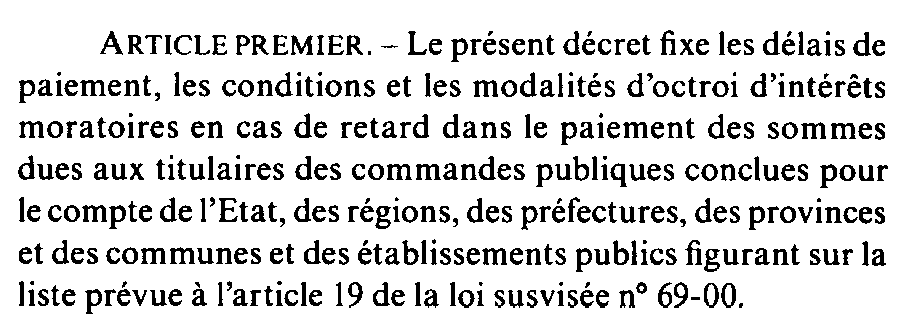 ARTICLE PREMIER. – Le présent décret fixe les délais de
paiement, les conditions et les modalités d'octroi d'intérêts
moratoires en cas de retard dans le paiement des sommes
dues aux titulaires des commandes publiques conclues pour
le compte de l'Etat, des régions, des préfectures, des provinces
et des communes et des établissements publics figurant sur la
liste prévue à l'article 19 de la loi susvisée n° 69-00.